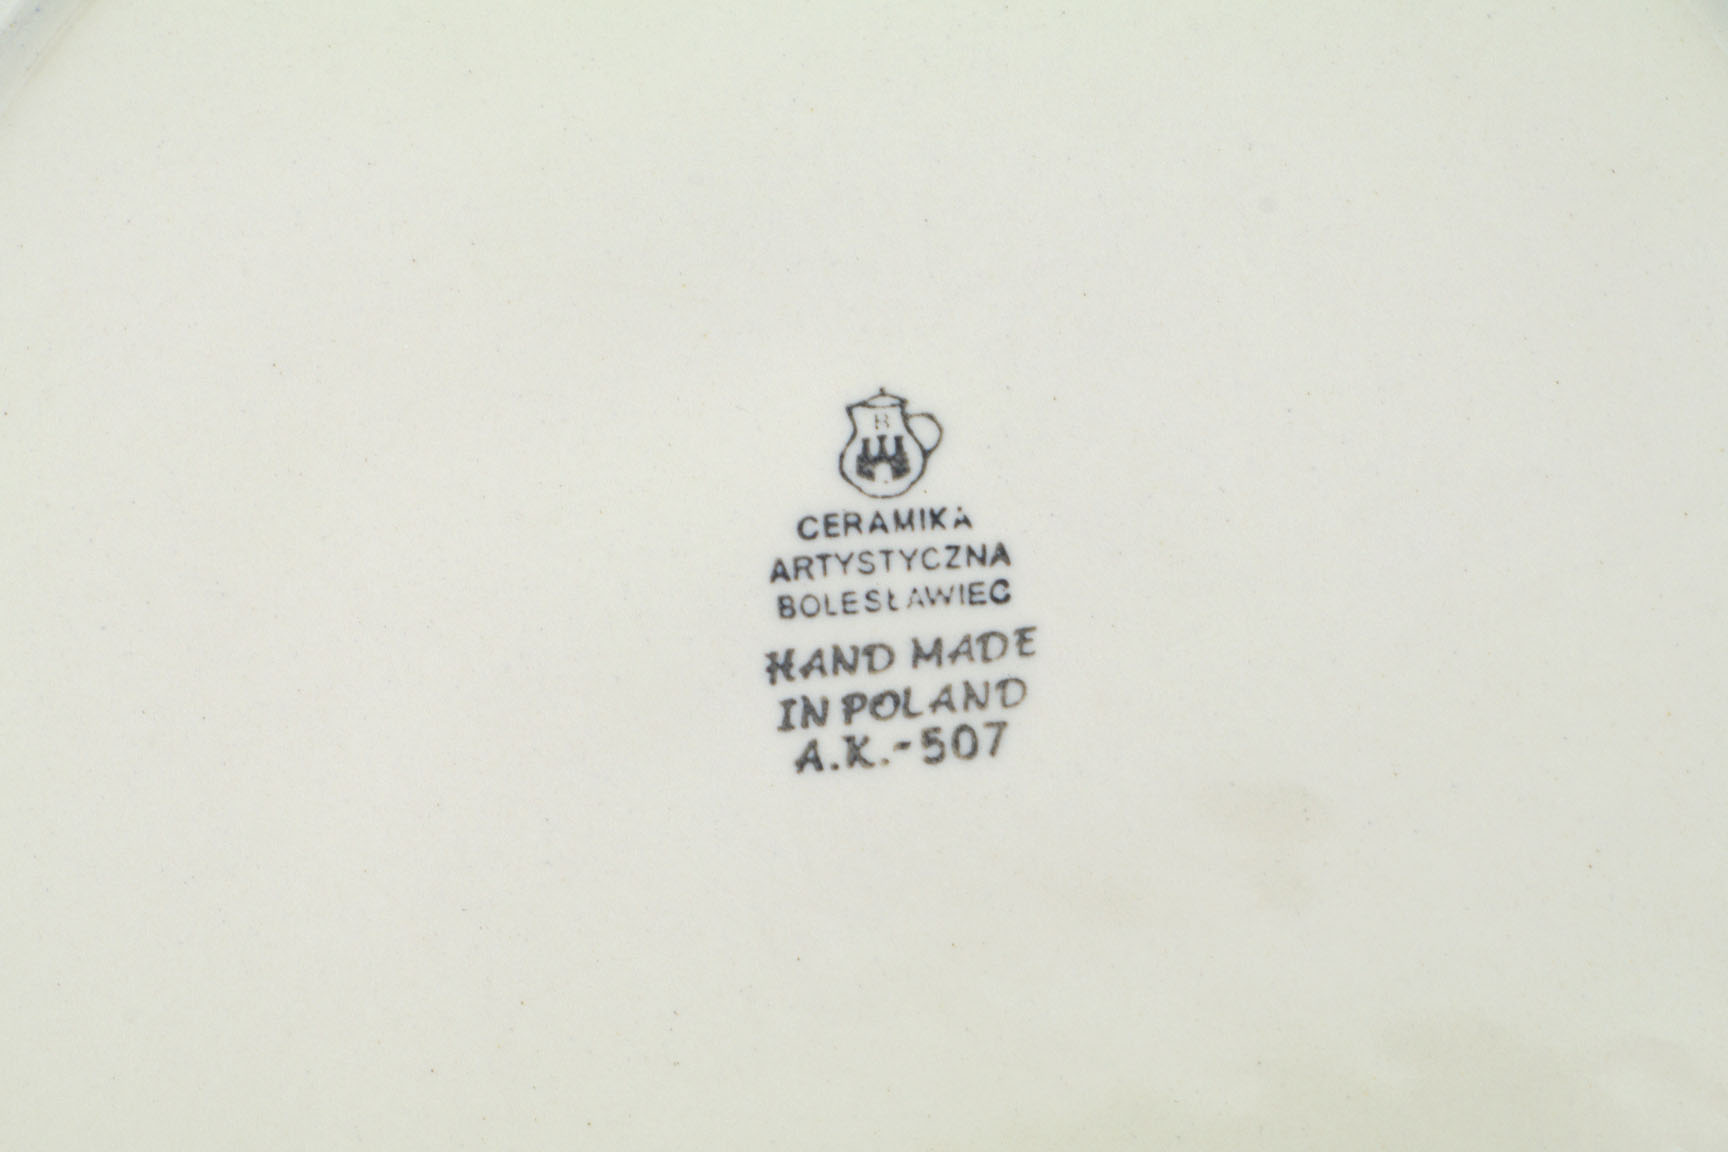 B
CERAMIKA
ARTYSTYCZNA
BOLESŁAWIEC
HAND MADE
IN POLAND
A.K.-507